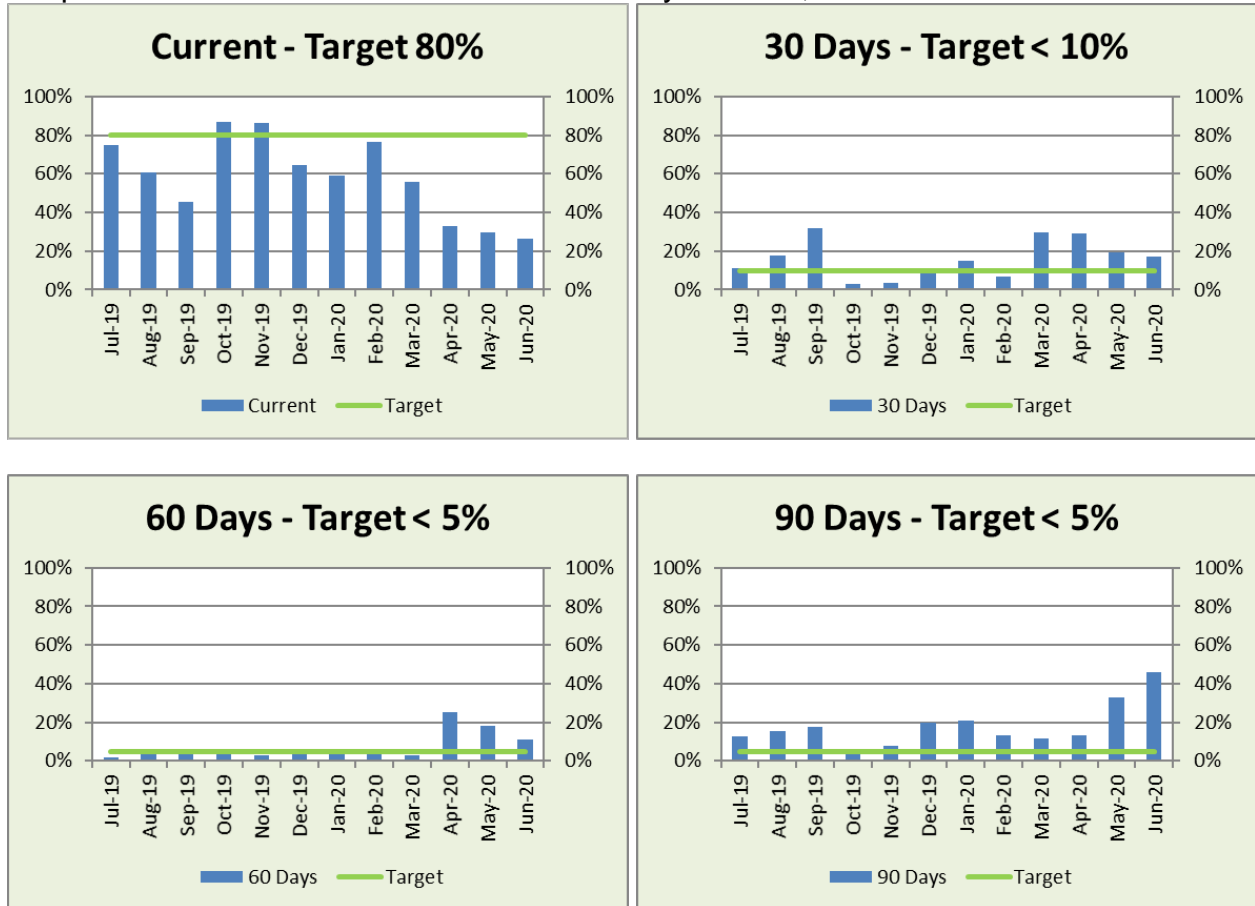 Current - Target 80%
100%
80%
60%
40%
20%
0%
100%
80%
60%
40%
20%
0%
Jul-19
Aug-19
Sep-19
Oct-19
Nov-19
Dec-19
Jan-20
Feb-20
Mar-20
Apr-20
May-20
Jun-20
Current Target
30 Days - Target < 10%
100%
80%
60%
40%
20%
0%
100%
80%
60%
40%
20%
0%
Jul-19
Aug-19
Sep-19
Oct-19
Nov-19
Dec-19
Jan-20
Feb-20
Mar-20
Apr-20
May-20
Jun-20
30 Days Target
60 Days - Target < 5%
100%
80%
60%
40%
20%
0%
100%
80%
60%
40%
20%
0%
Jul-19
Aug-19
Sep-19
Oct-19
Nov-19
Dec-19
Jan-20
Feb-20
Mar-20
Apr-20
May-20
Jun-20
60 Days Target
90 Days - Target < 5%
100%
80%
60%
40%
20%
0%
100%
80%
60%
40%
20%
0%
Jul-19
Aug-19
Sep-19
Oct-19
Nov-19
Dec-19
Jan-20
Feb-20
Mar-20
Apr-20
May-20
Jun-20
90 Days Target